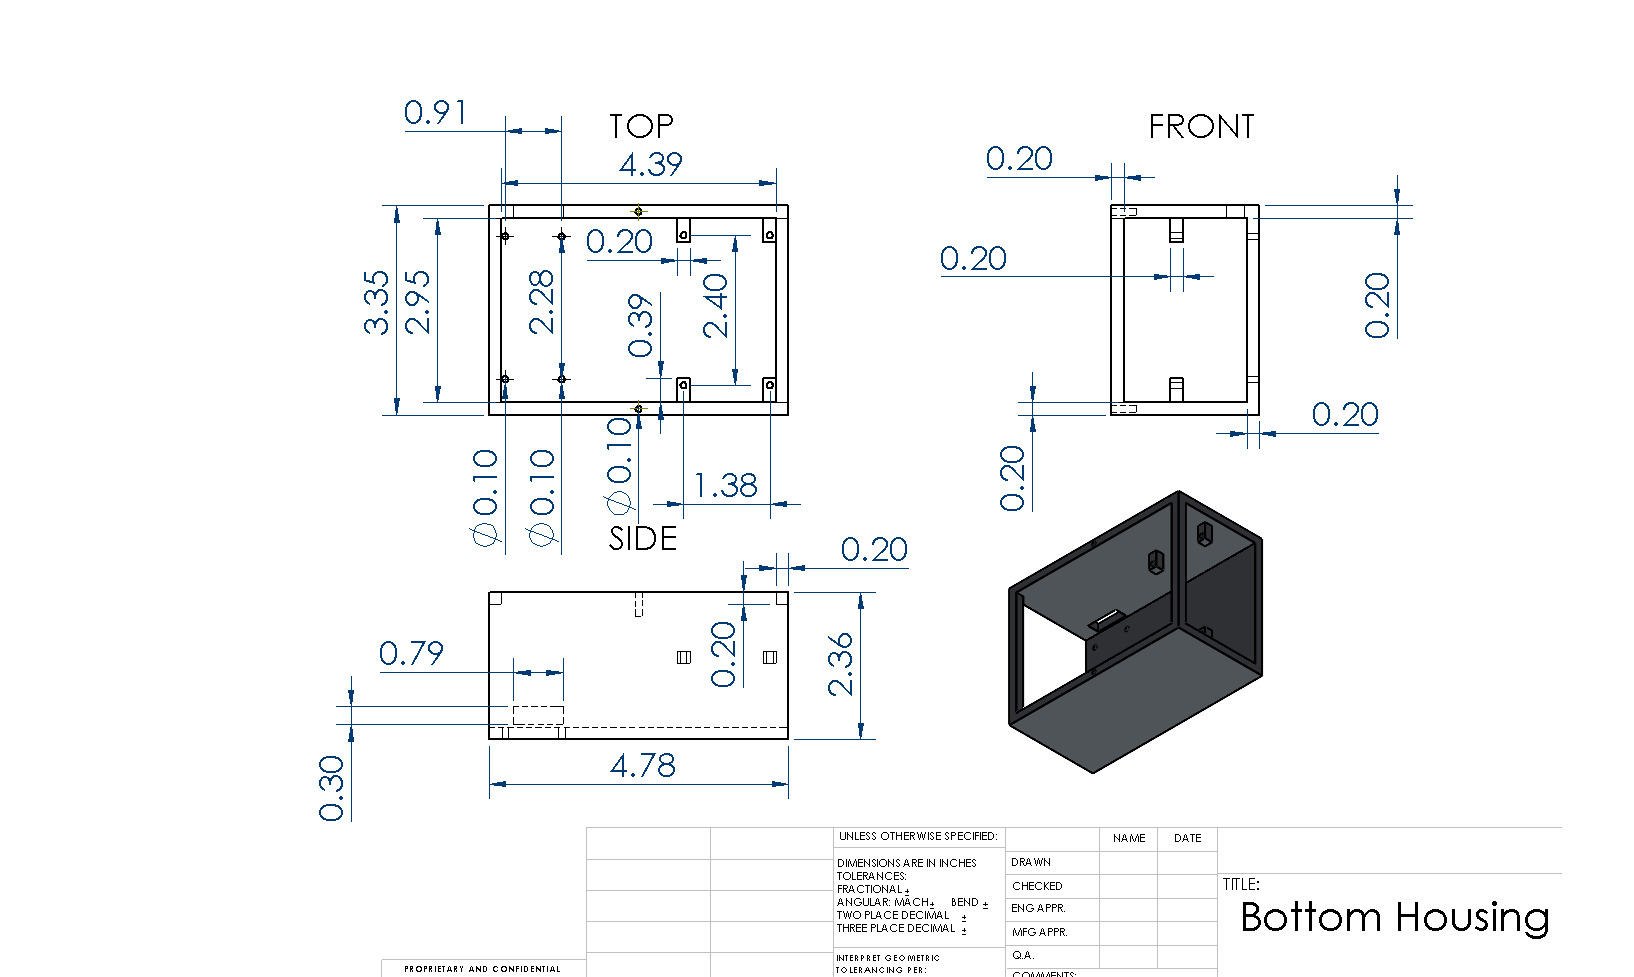 0.91
TOP
FRONT
4.39
0.20
0.20
0.20
3.35
2.95
2.28
0.39
2.40
0.20
0.20
0.20
∅0.10
∅0.10
∅0.10
1.38
SIDE
0.20
0.79
0.20
2.36
0.30
4.78
UNLESS OTHERWISE SPECIFIED:
NAME
DATE
DIMENSIONS ARE IN INCHES
TOLERANCES:
FRACTIONAL ±
ANGULAR: MACH± BEND ±
TWO PLACE DECIMAL ±
THREE PLACE DECIMAL ±
INTERPRET GEOMETRIC
TOLERANCING PER:
DRAWN
CHECKED
ENG APPR.
MFG APPR.
Q.A.
COMMENTS:
TITLE:
Bottom Housing
PROPRIETARY AND CONFIDENTIAL